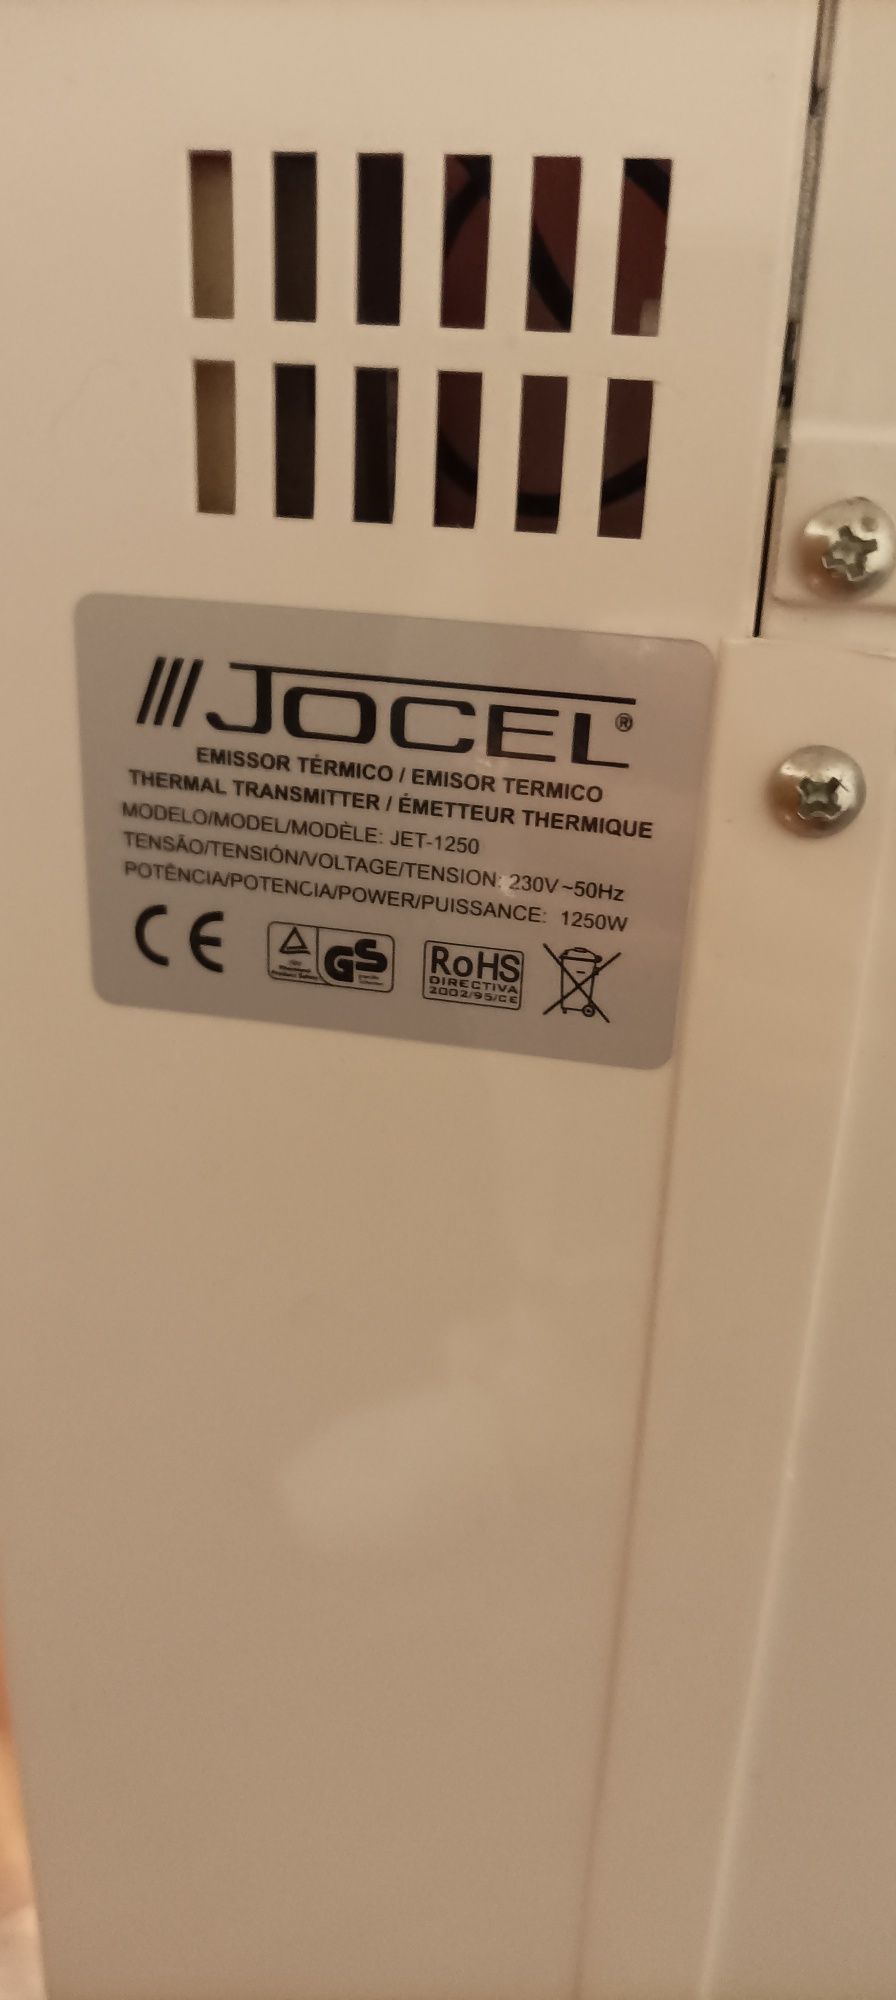 JOCEL®
EMISSOR TÉRMICO / EMISOR TERMICO
THERMAL TRANSMITTER / ÉMETTEUR THERMIQUE
MODELO/MODEL/MODÈLE: JET-1250
TENSÃO/TENSIÓN/VOLTAGE/TENSION: 230V~50Hz
POTÊNCIA/POTENCIA/POWER/PUISSANCE: 1250W
CE GS RoHS
DIRECTIVA
2002/95/CE